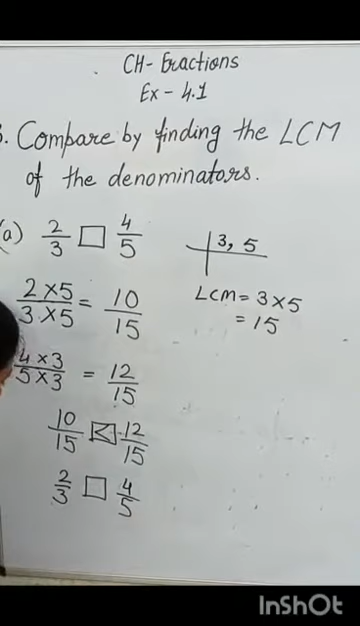 CH- Fractions
Ex - 4.1
3. Compare by finding the LCM
of the denominators.
(a) 2/3 □ 4/5
3, 5
2 × 5 / 3 × 5 = 10/15
LCM = 3 × 5
= 15
4 × 3 / 5 × 3 = 12/15
10/15 < 12/15
2/3 □ 4/5
InShOt